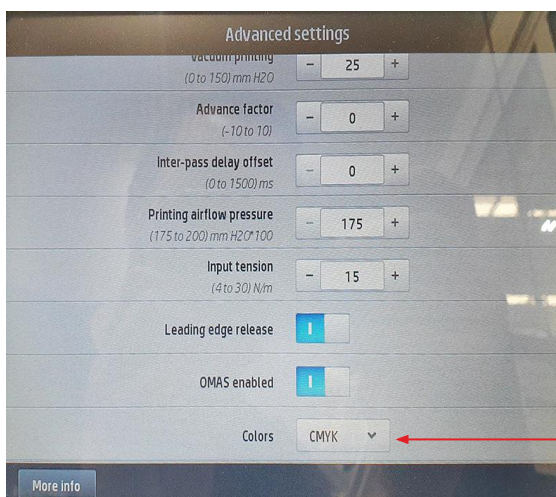 Advanced settings
Vacuum printing
(0 to 150) mm H2O
− 25 +
Advance factor
(-10 to 10)
− 0 +
Inter-pass delay offset
(0 to 1500) ms
− 0 +
Printing airflow pressure
(175 to 200) mm H2O*100
− 175 +
Input tension
(4 to 30) N/m
− 15 +
Leading edge release
I
OMAS enabled
I
Colors
CMYK
More info